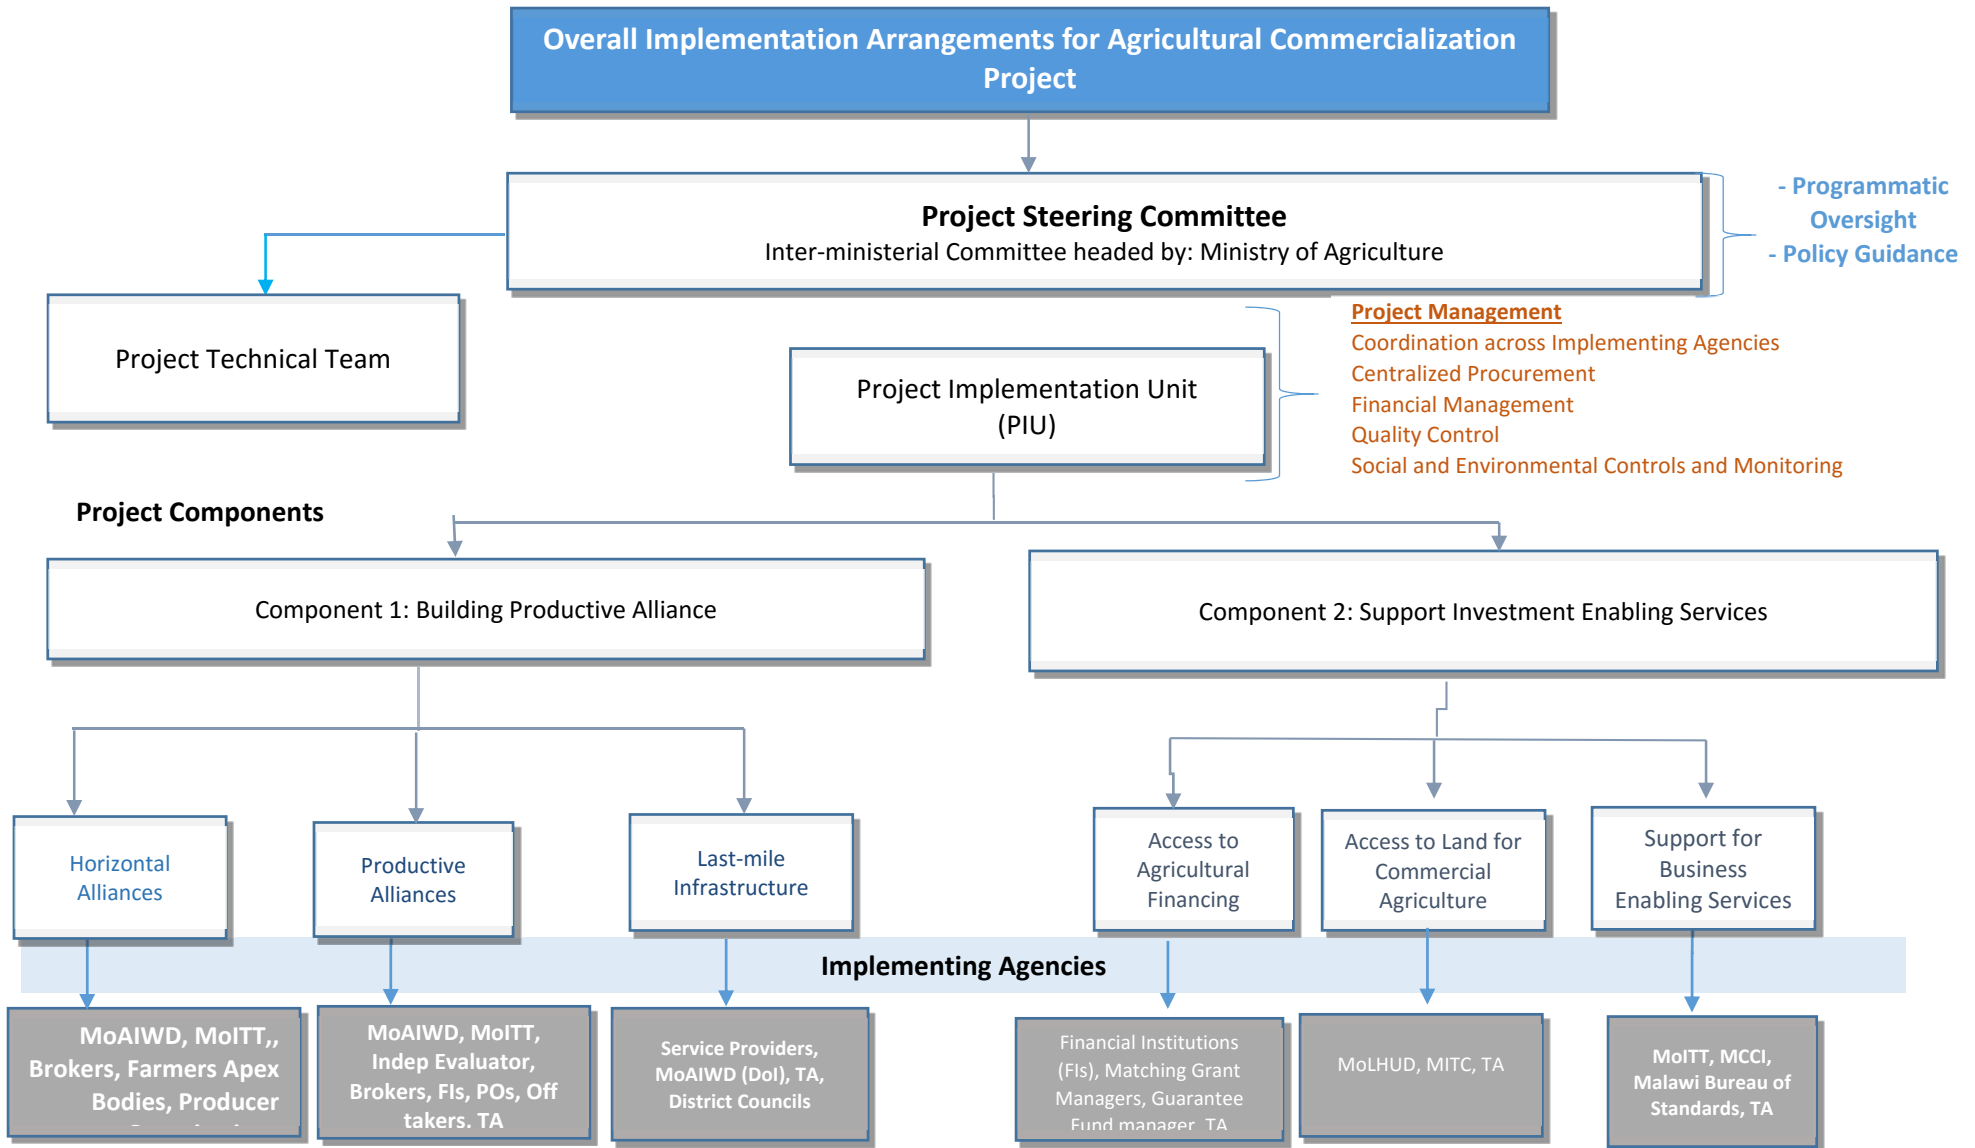 Overall Implementation Arrangements for Agricultural Commercialization
Project
Project Steering Committee
Inter-ministerial Committee headed by: Ministry of Agriculture
- Programmatic
Oversight
- Policy Guidance
Project Technical Team
Project Implementation Unit
(PIU)
Project Management
Coordination across Implementing Agencies
Centralized Procurement
Financial Management
Quality Control
Social and Environmental Controls and Monitoring
Project Components
Component 1: Building Productive Alliance
Component 2: Support Investment Enabling Services
Horizontal
Alliances
Productive
Alliances
Last-mile
Infrastructure
Access to
Agricultural
Financing
Access to Land for
Commercial
Agriculture
Support for
Business
Enabling Services
Implementing Agencies
MoAIWD, MoITT,,
Brokers, Farmers Apex
Bodies, Producer
MoAIWD, MoITT,
Indep Evaluator,
Brokers, FIs, POs, Off
takers. TA
Service Providers,
MoAIWD (DoI), TA,
District Councils
Financial Institutions
(FIs), Matching Grant
Managers, Guarantee
Fund manager, TA
MoLHUD, MITC, TA
MoITT, MCCI,
Malawi Bureau of
Standards, TA